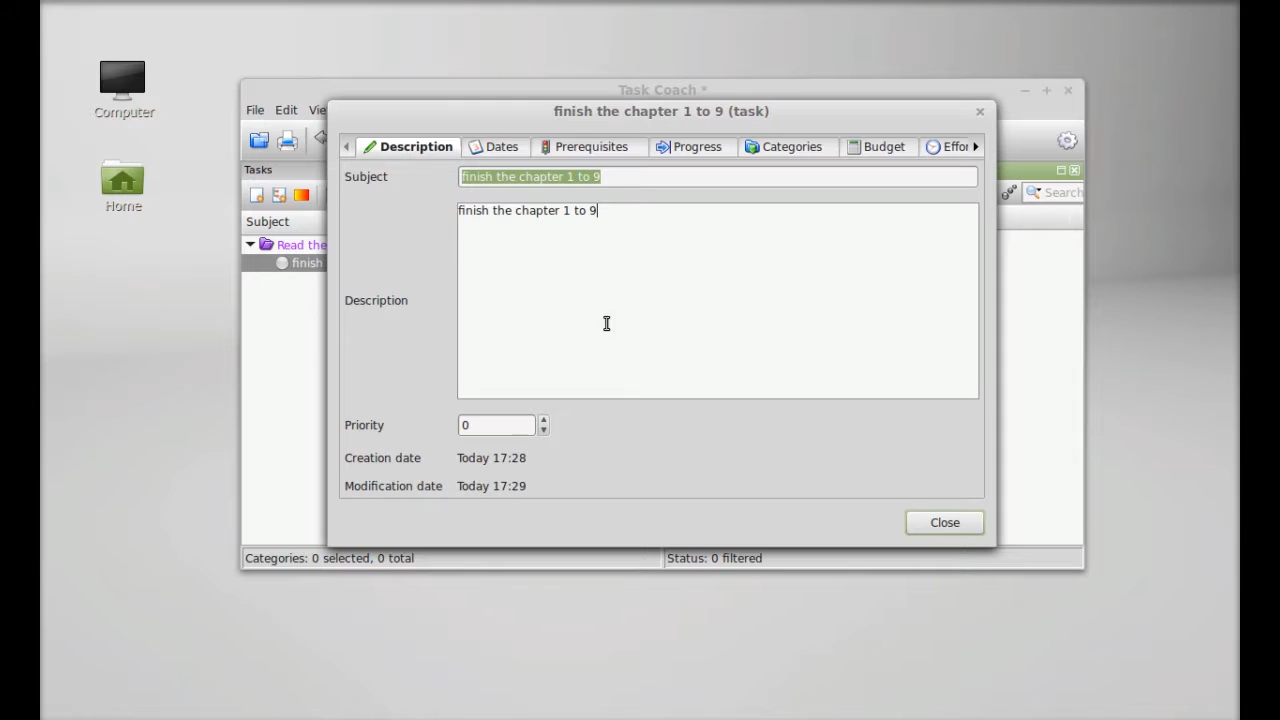 Computer
Home
Task Coach *
File Edit Vie
finish the chapter 1 to 9 (task)
Description Dates Prerequisites Progress Categories Budget Effor
Tasks
Search
Subject
Read the
finish
Subject finish the chapter 1 to 9
finish the chapter 1 to 9
Description
Priority 0
Creation date Today 17:28
Modification date Today 17:29
Close
Categories: 0 selected, 0 total
Status: 0 filtered